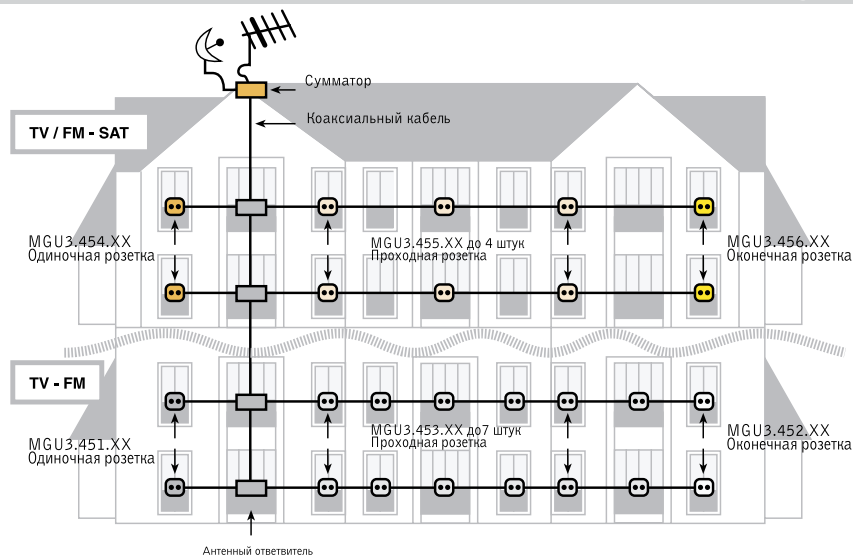 Сумматор
Коаксиальный кабель
TV / FM - SAT
MGU3.454.XX
Одиночная розетка
MGU3.455.XX до 4 штук
Проходная розетка
MGU3.456.XX
Оконечная розетка
TV - FM
MGU3.451.XX
Одиночная розетка
MGU3.453.XX до7 штук
Проходная розетка
MGU3.452.XX
Оконечная розетка
Антенный ответвитель